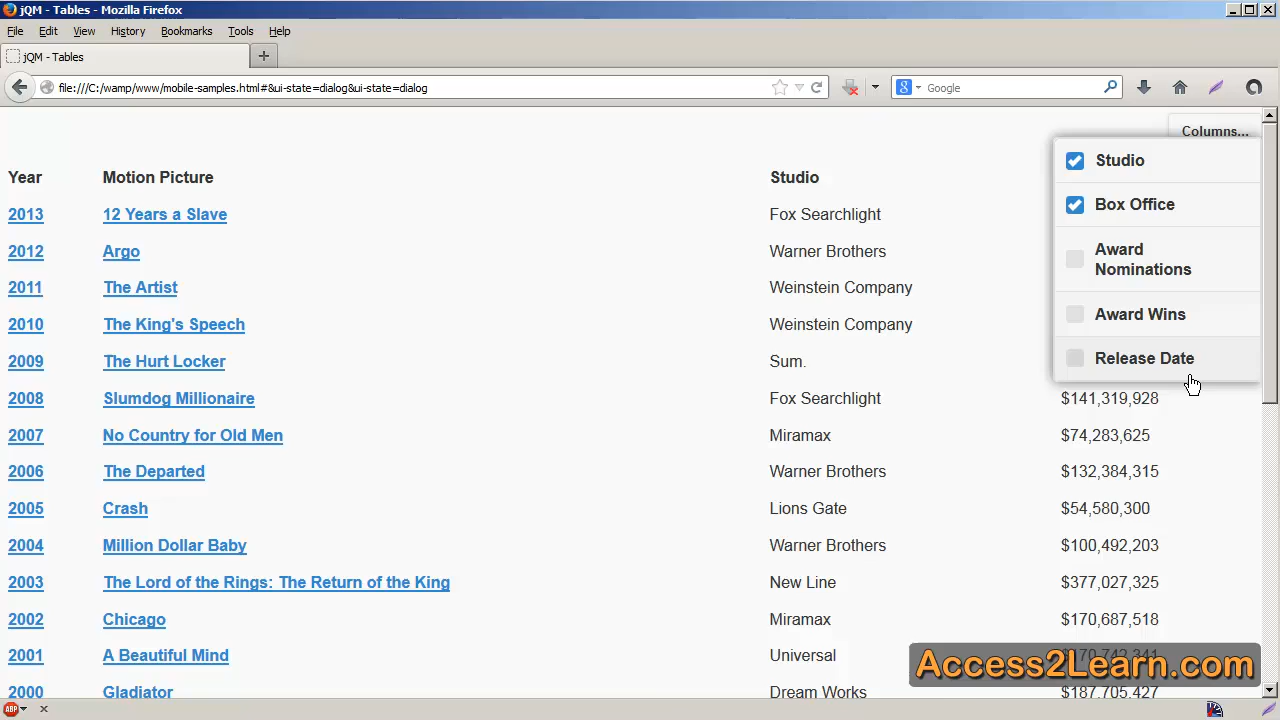 jQM - Tables - Mozilla Firefox
File Edit View History Bookmarks Tools Help
jQM - Tables
file:///C:/wamp/www/mobile-samples.html#&ui-state=dialog&ui-state=dialog
Google
Columns...
Year Motion Picture Studio
Studio
Box Office
Award
Nominations
Award Wins
Release Date
2013 12 Years a Slave Fox Searchlight
2012 Argo Warner Brothers
2011 The Artist Weinstein Company
2010 The King's Speech Weinstein Company
2009 The Hurt Locker Sum.
2008 Slumdog Millionaire Fox Searchlight $141,319,928
2007 No Country for Old Men Miramax $74,283,625
2006 The Departed Warner Brothers $132,384,315
2005 Crash Lions Gate $54,580,300
2004 Million Dollar Baby Warner Brothers $100,492,203
2003 The Lord of the Rings: The Return of the King New Line $377,027,325
2002 Chicago Miramax $170,687,518
2001 A Beautiful Mind Universal $170,742,341
2000 Gladiator Dream Works $187,705,427
Access2Learn.com
ABP